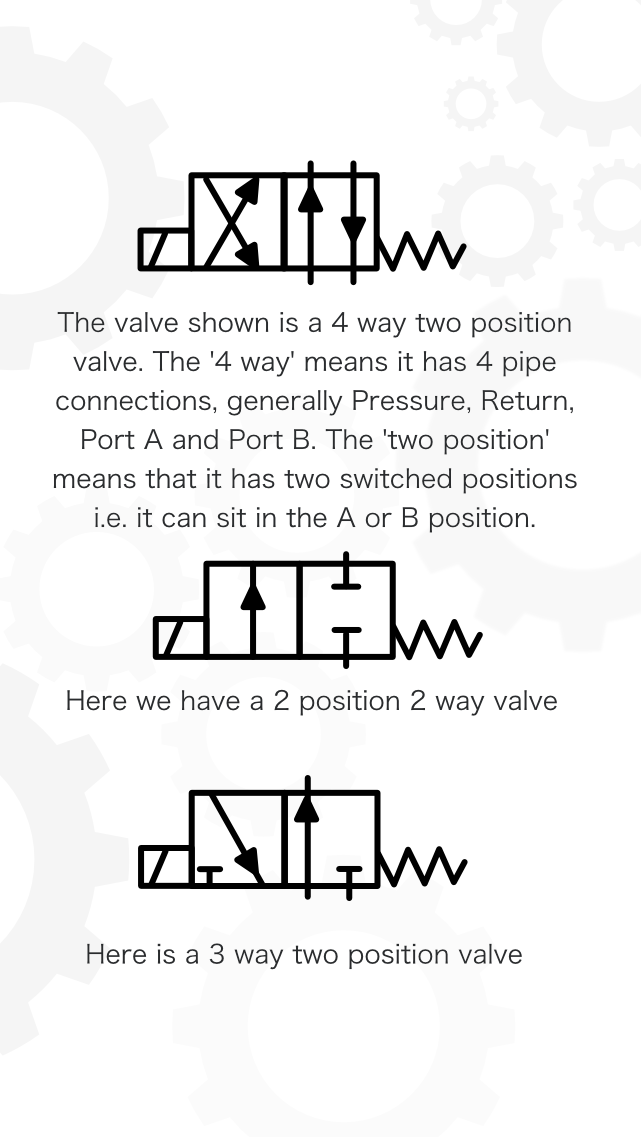 The valve shown is a 4 way two position
valve. The '4 way' means it has 4 pipe
connections, generally Pressure, Return,
Port A and Port B. The 'two position'
means that it has two switched positions
i.e. it can sit in the A or B position.
Here we have a 2 position 2 way valve
Here is a 3 way two position valve